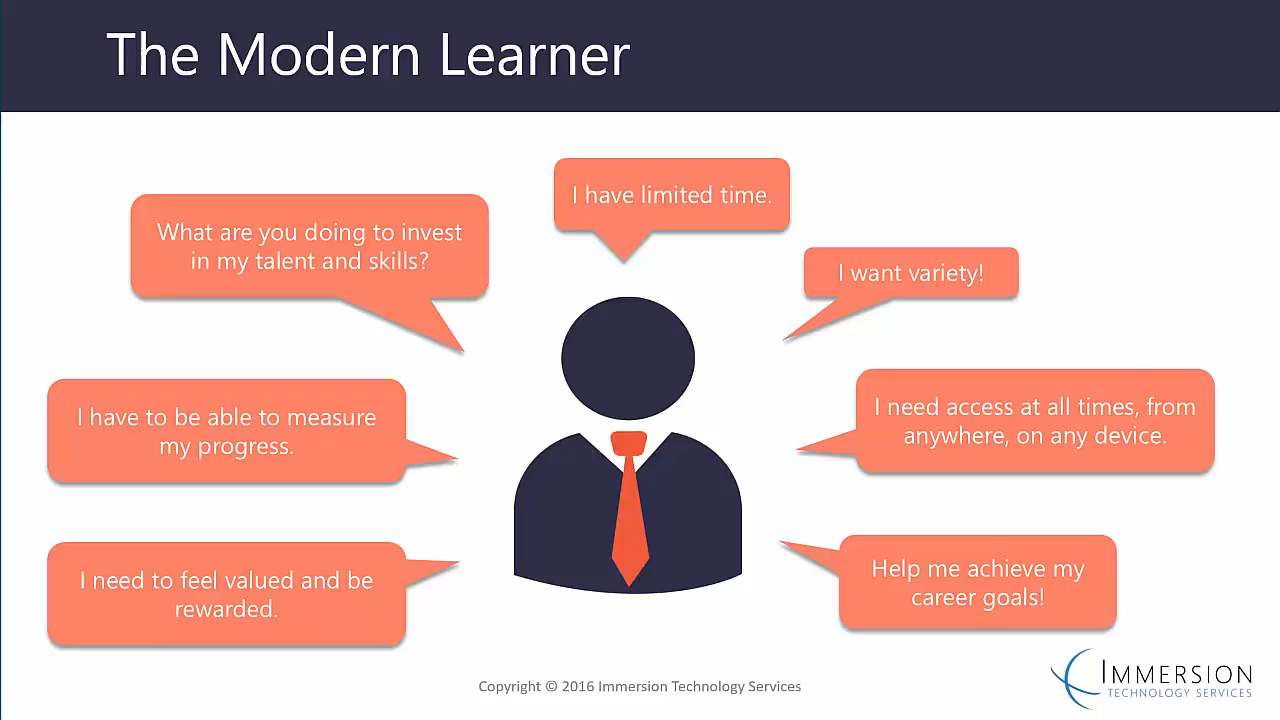 The Modern Learner
I have limited time.
What are you doing to invest
in my talent and skills?
I want variety!
I have to be able to measure
my progress.
I need access at all times, from
anywhere, on any device.
I need to feel valued and be
rewarded.
Help me achieve my
career goals!
Copyright © 2016 Immersion Technology Services
IMMERSION
TECHNOLOGY SERVICES